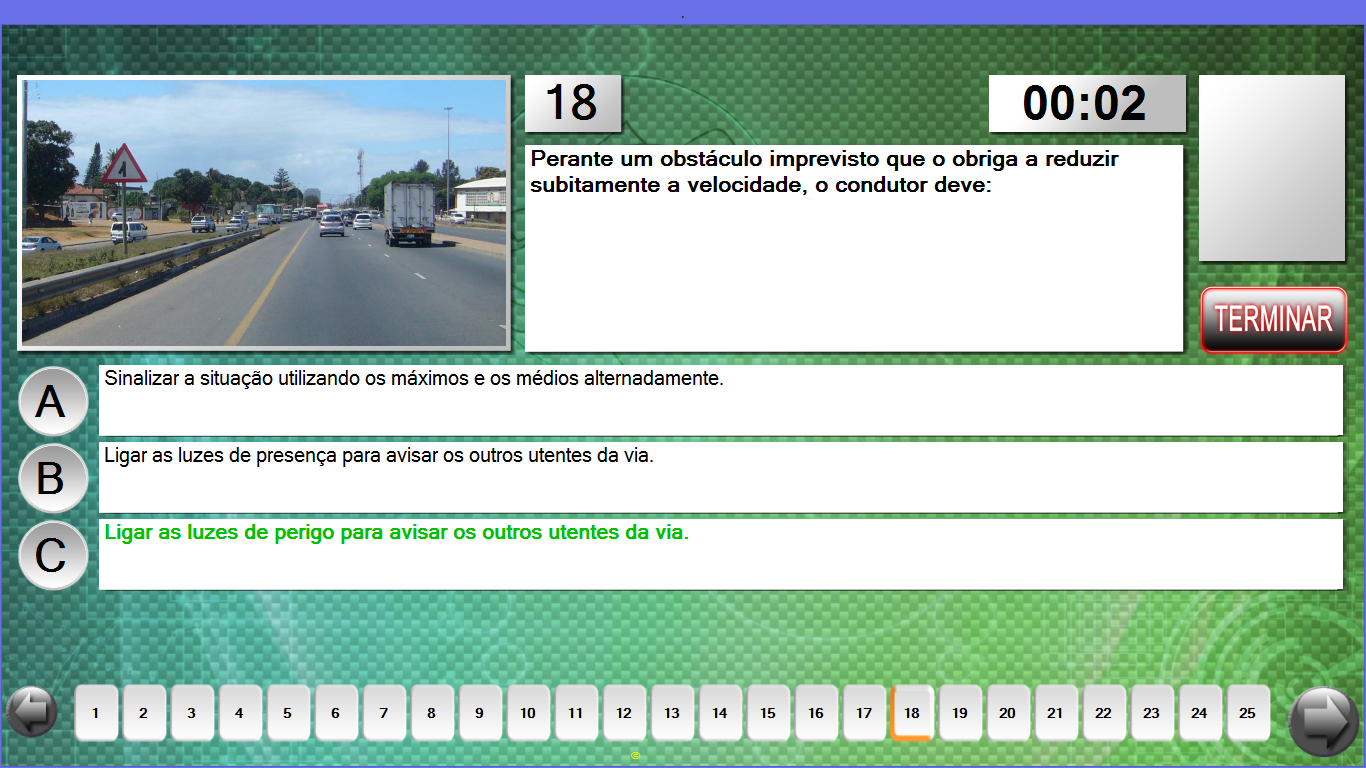 18
00:02
Perante um obstáculo imprevisto que o obriga a reduzir
subitamente a velocidade, o condutor deve:
TERMINAR
A
Sinalizar a situação utilizando os máximos e os médios alternadamente.
B
Ligar as luzes de presença para avisar os outros utentes da via.
C
Ligar as luzes de perigo para avisar os outros utentes da via.
1 2 3 4 5 6 7 8 9 10 11 12 13 14 15 16 17 18 19 20 21 22 23 24 25